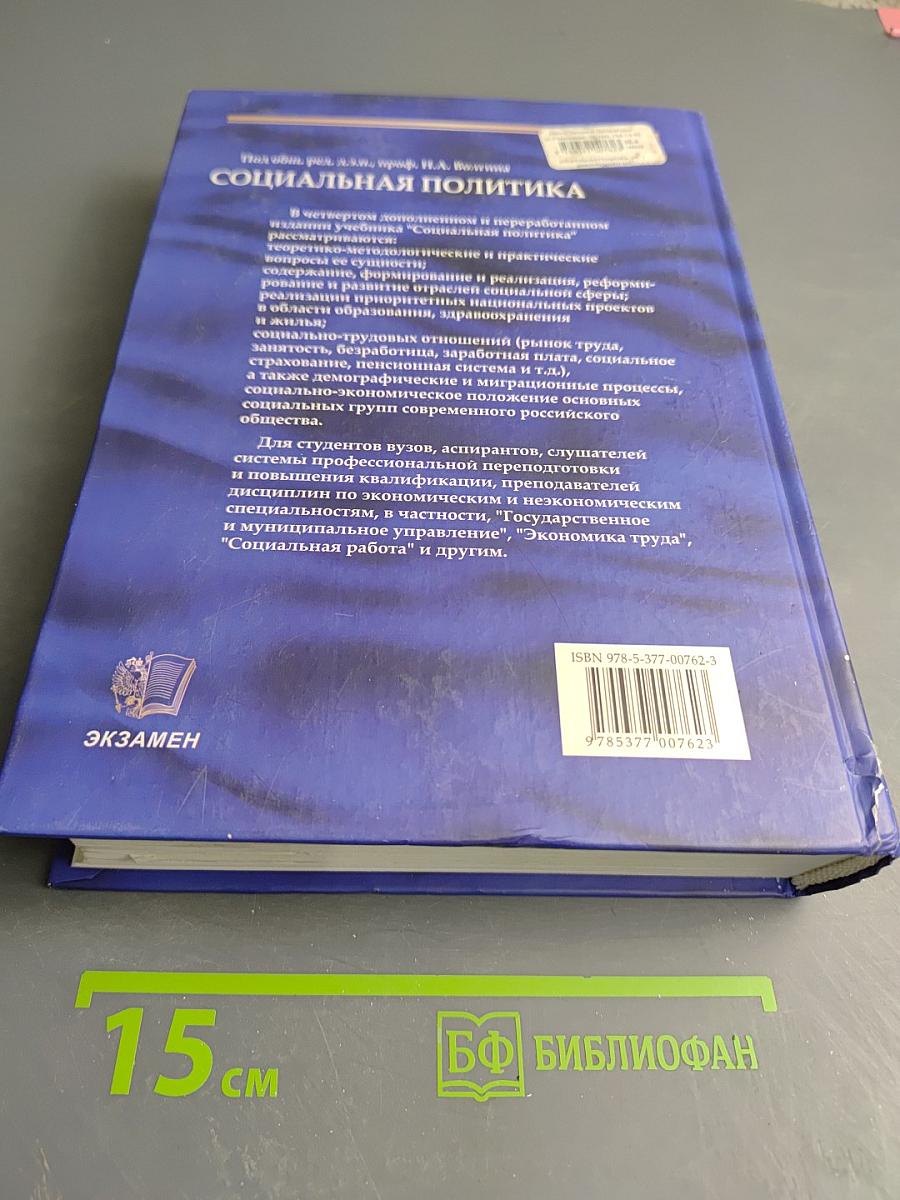 Под общ. ред. д.э.н., проф. Н.А. Волгина
СОЦИАЛЬНАЯ ПОЛИТИКА
В четвертом дополненном и переработанном
издании учебника "Социальная политика"
рассматриваются:
теоретико-методологические и практические
вопросы ее сущности;
содержание, формирование и реализация, реформи-
рование и развитие отраслей социальной сферы;
реализации приоритетных национальных проектов
в области образования, здравоохранения
и жилья;
социально-трудовых отношений (рынок труда,
занятость, безработица, заработная плата, социальное
страхование, пенсионная система и т.д.),
а также демографические и миграционные процессы,
социально-экономическое положение основных
социальных групп современного российского
общества.
Для студентов вузов, аспирантов, слушателей
системы профессиональной переподготовки
и повышения квалификации, преподавателей
дисциплин по экономическим и неэкономическим
специальностям, в частности, "Государственное
и муниципальное управление", "Экономика труда",
"Социальная работа" и другим.
ISBN 978-5-377-00762-3
9 785377 007623
ЭКЗАМЕН
15 см
БФ БИБЛИОФАН